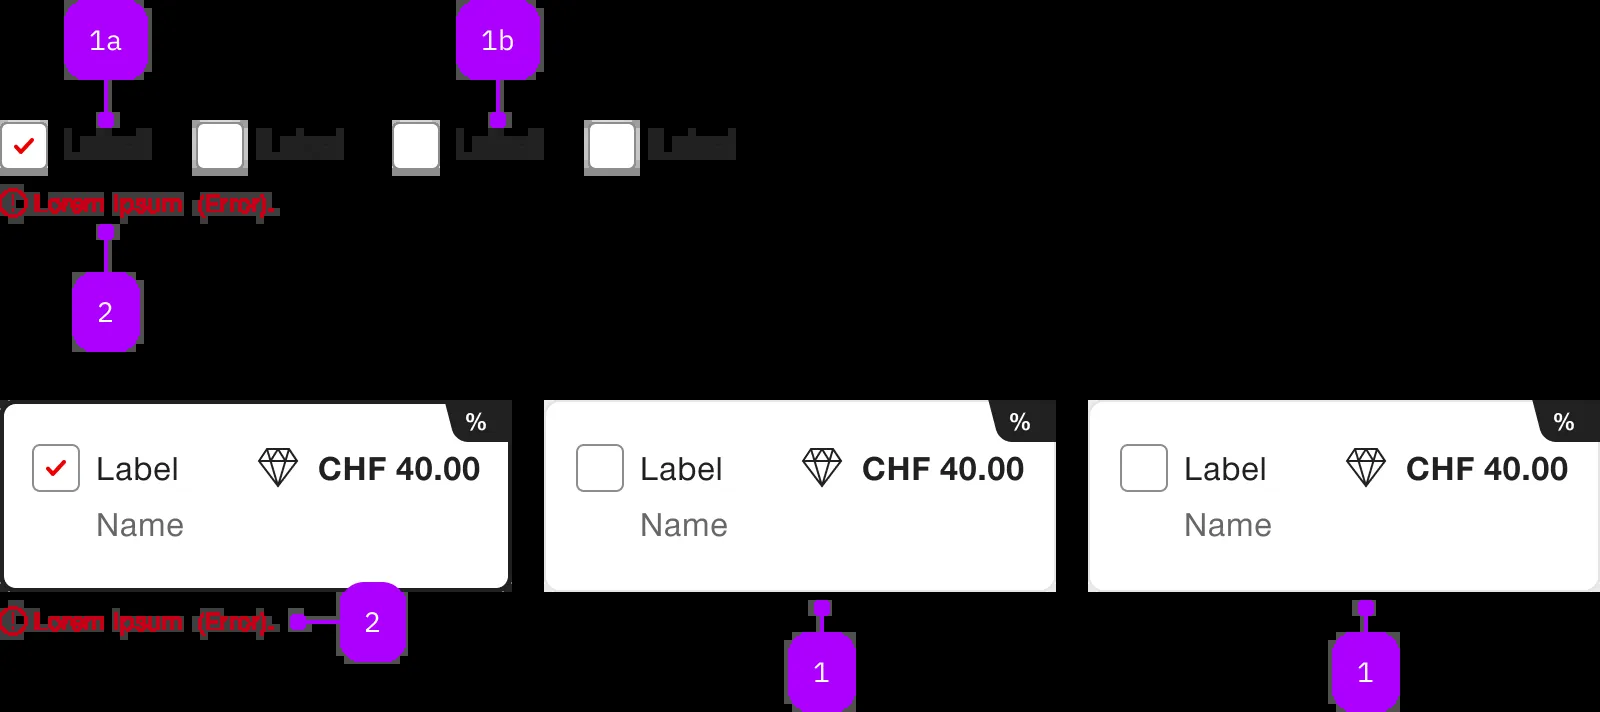 1a 1b
Label Label Label Label
Lorem Ipsum (Error).
2
% % %
Label CHF 40.00 Label CHF 40.00 Label CHF 40.00
Name Name Name
Lorem Ipsum (Error). 2
1 1